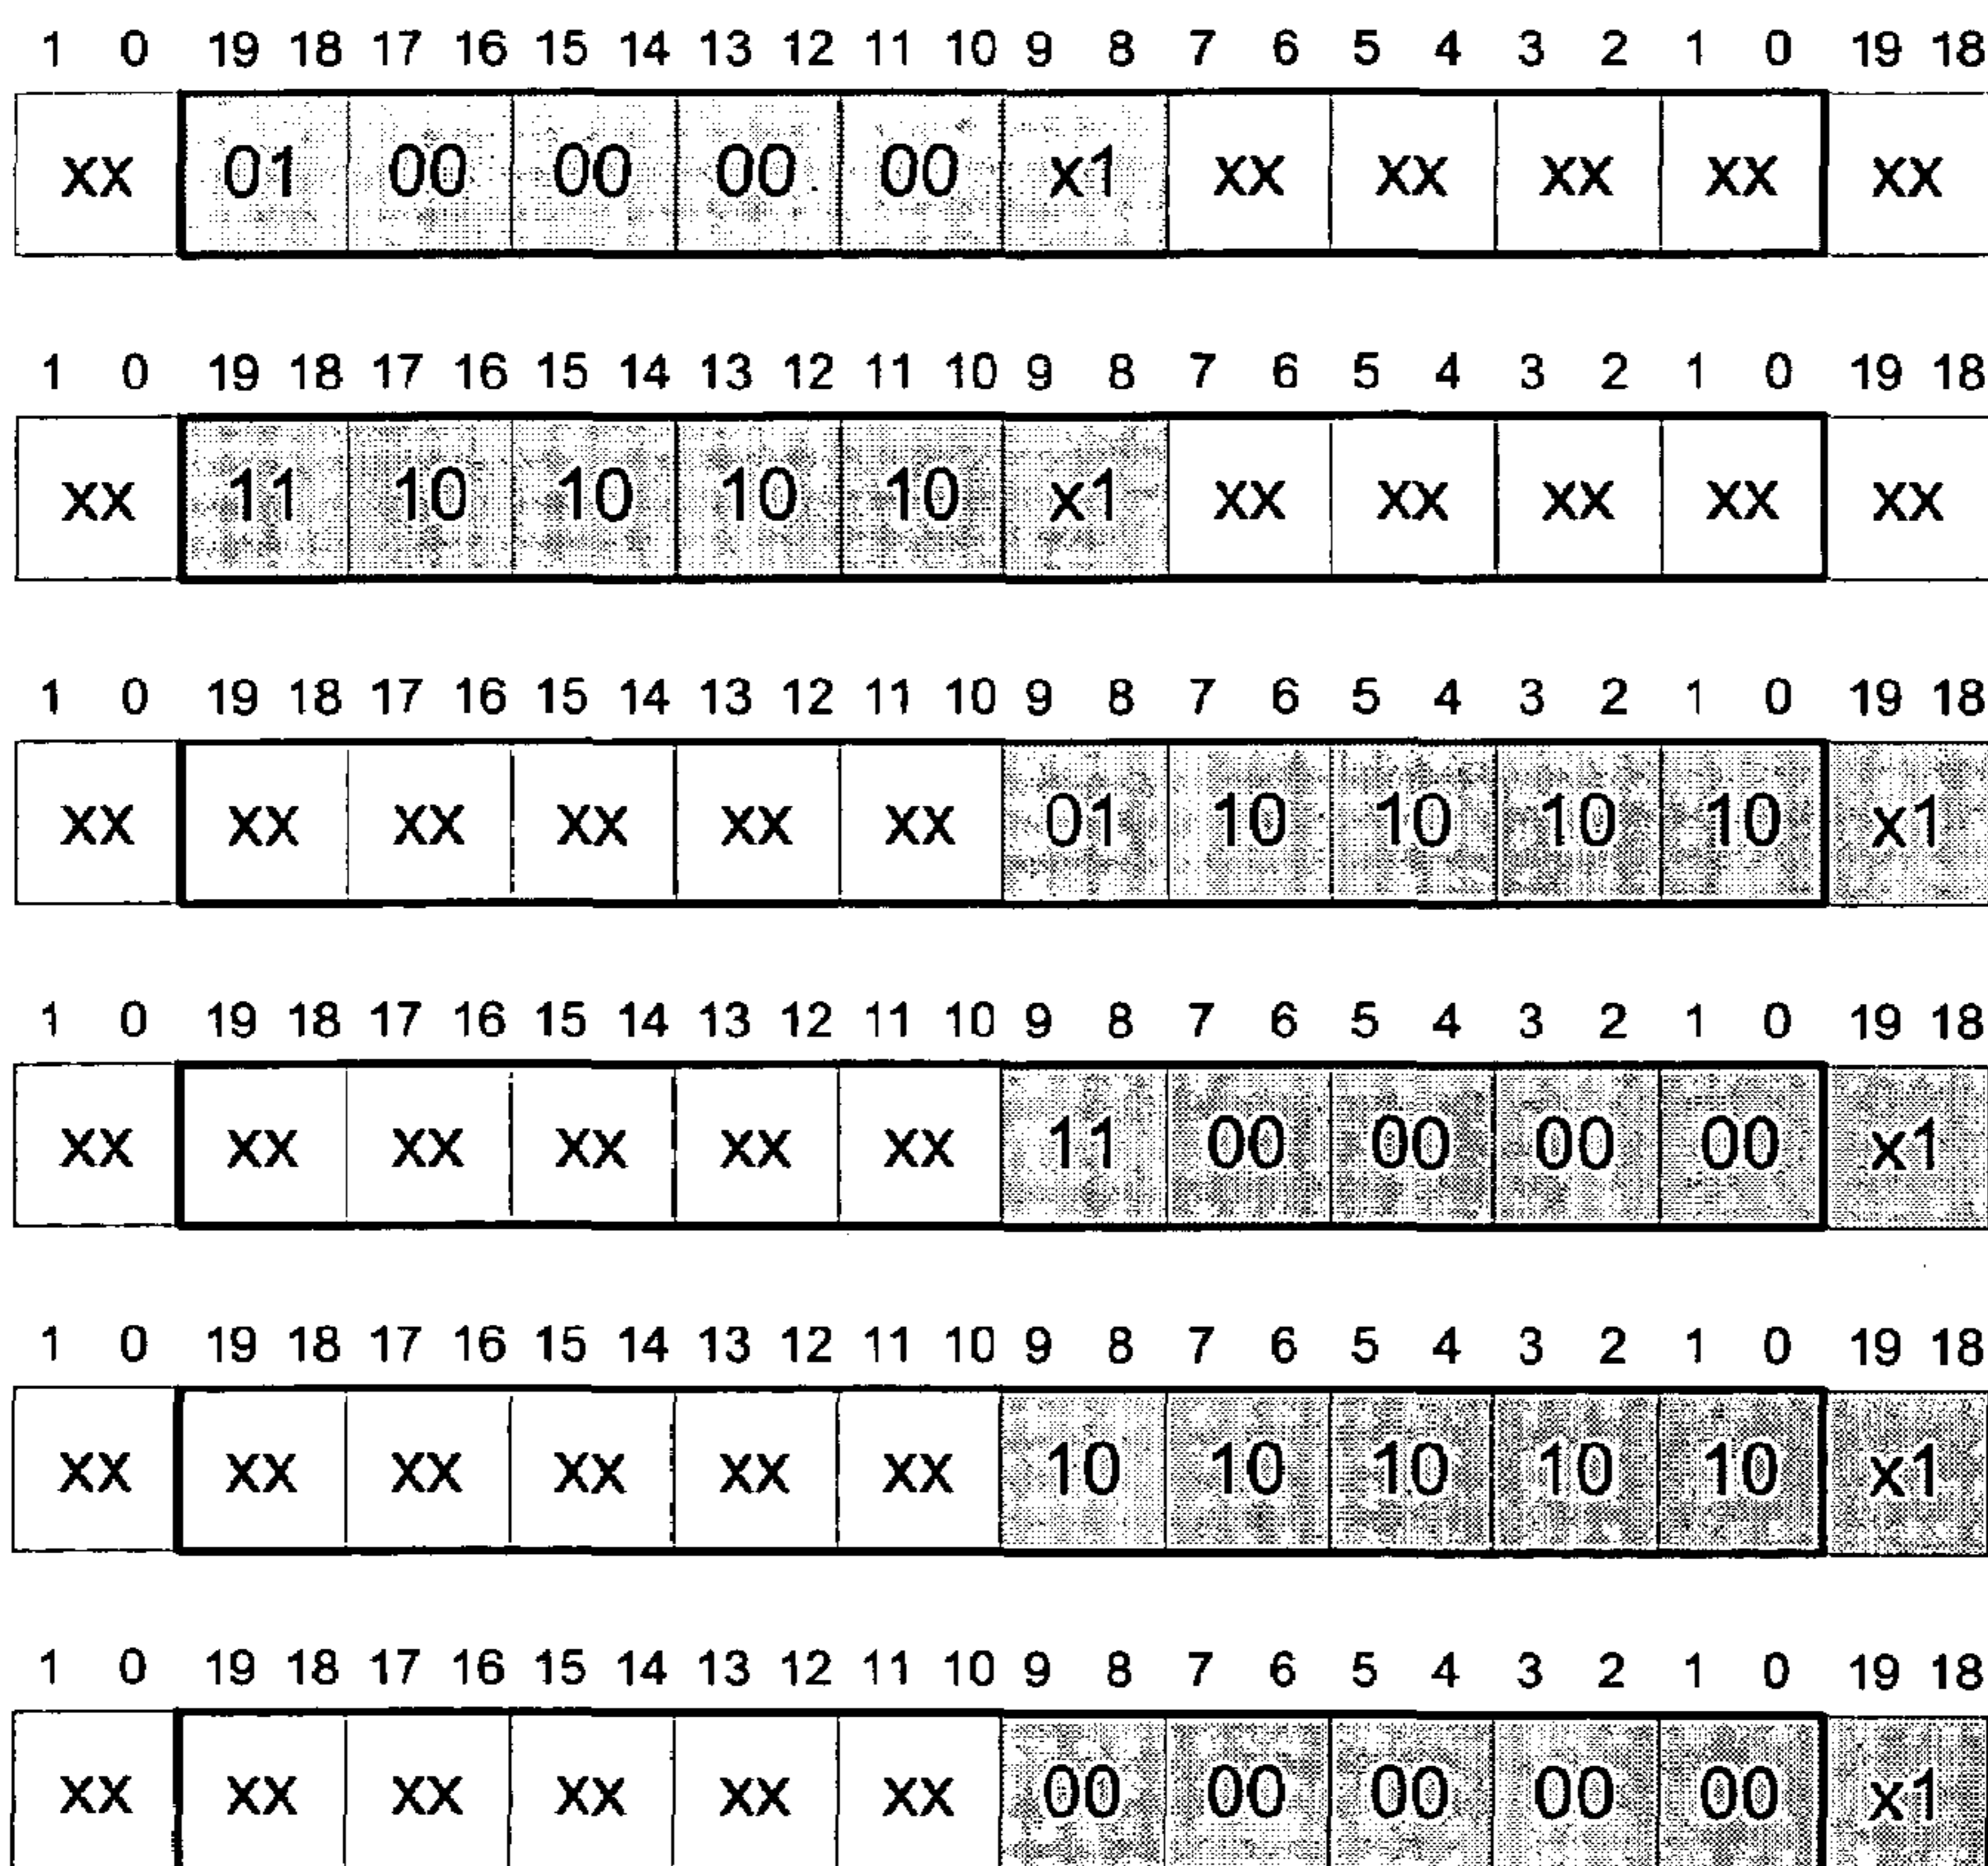 1 0 19 18 17 16 15 14 13 12 11 10 9 8 7 6 5 4 3 2 1 0 19 18
xx 01 00 00 00 00 x1 xx xx xx xx xx
1 0 19 18 17 16 15 14 13 12 11 10 9 8 7 6 5 4 3 2 1 0 19 18
xx 11 10 10 10 10 x1 xx xx xx xx xx
1 0 19 18 17 16 15 14 13 12 11 10 9 8 7 6 5 4 3 2 1 0 19 18
xx xx xx xx xx xx 01 10 10 10 10 x1
1 0 19 18 17 16 15 14 13 12 11 10 9 8 7 6 5 4 3 2 1 0 19 18
xx xx xx xx xx xx 11 00 00 00 00 x1
1 0 19 18 17 16 15 14 13 12 11 10 9 8 7 6 5 4 3 2 1 0 19 18
xx xx xx xx xx xx 10 10 10 10 10 x1
1 0 19 18 17 16 15 14 13 12 11 10 9 8 7 6 5 4 3 2 1 0 19 18
xx xx xx xx xx xx 00 00 00 00 00 x1